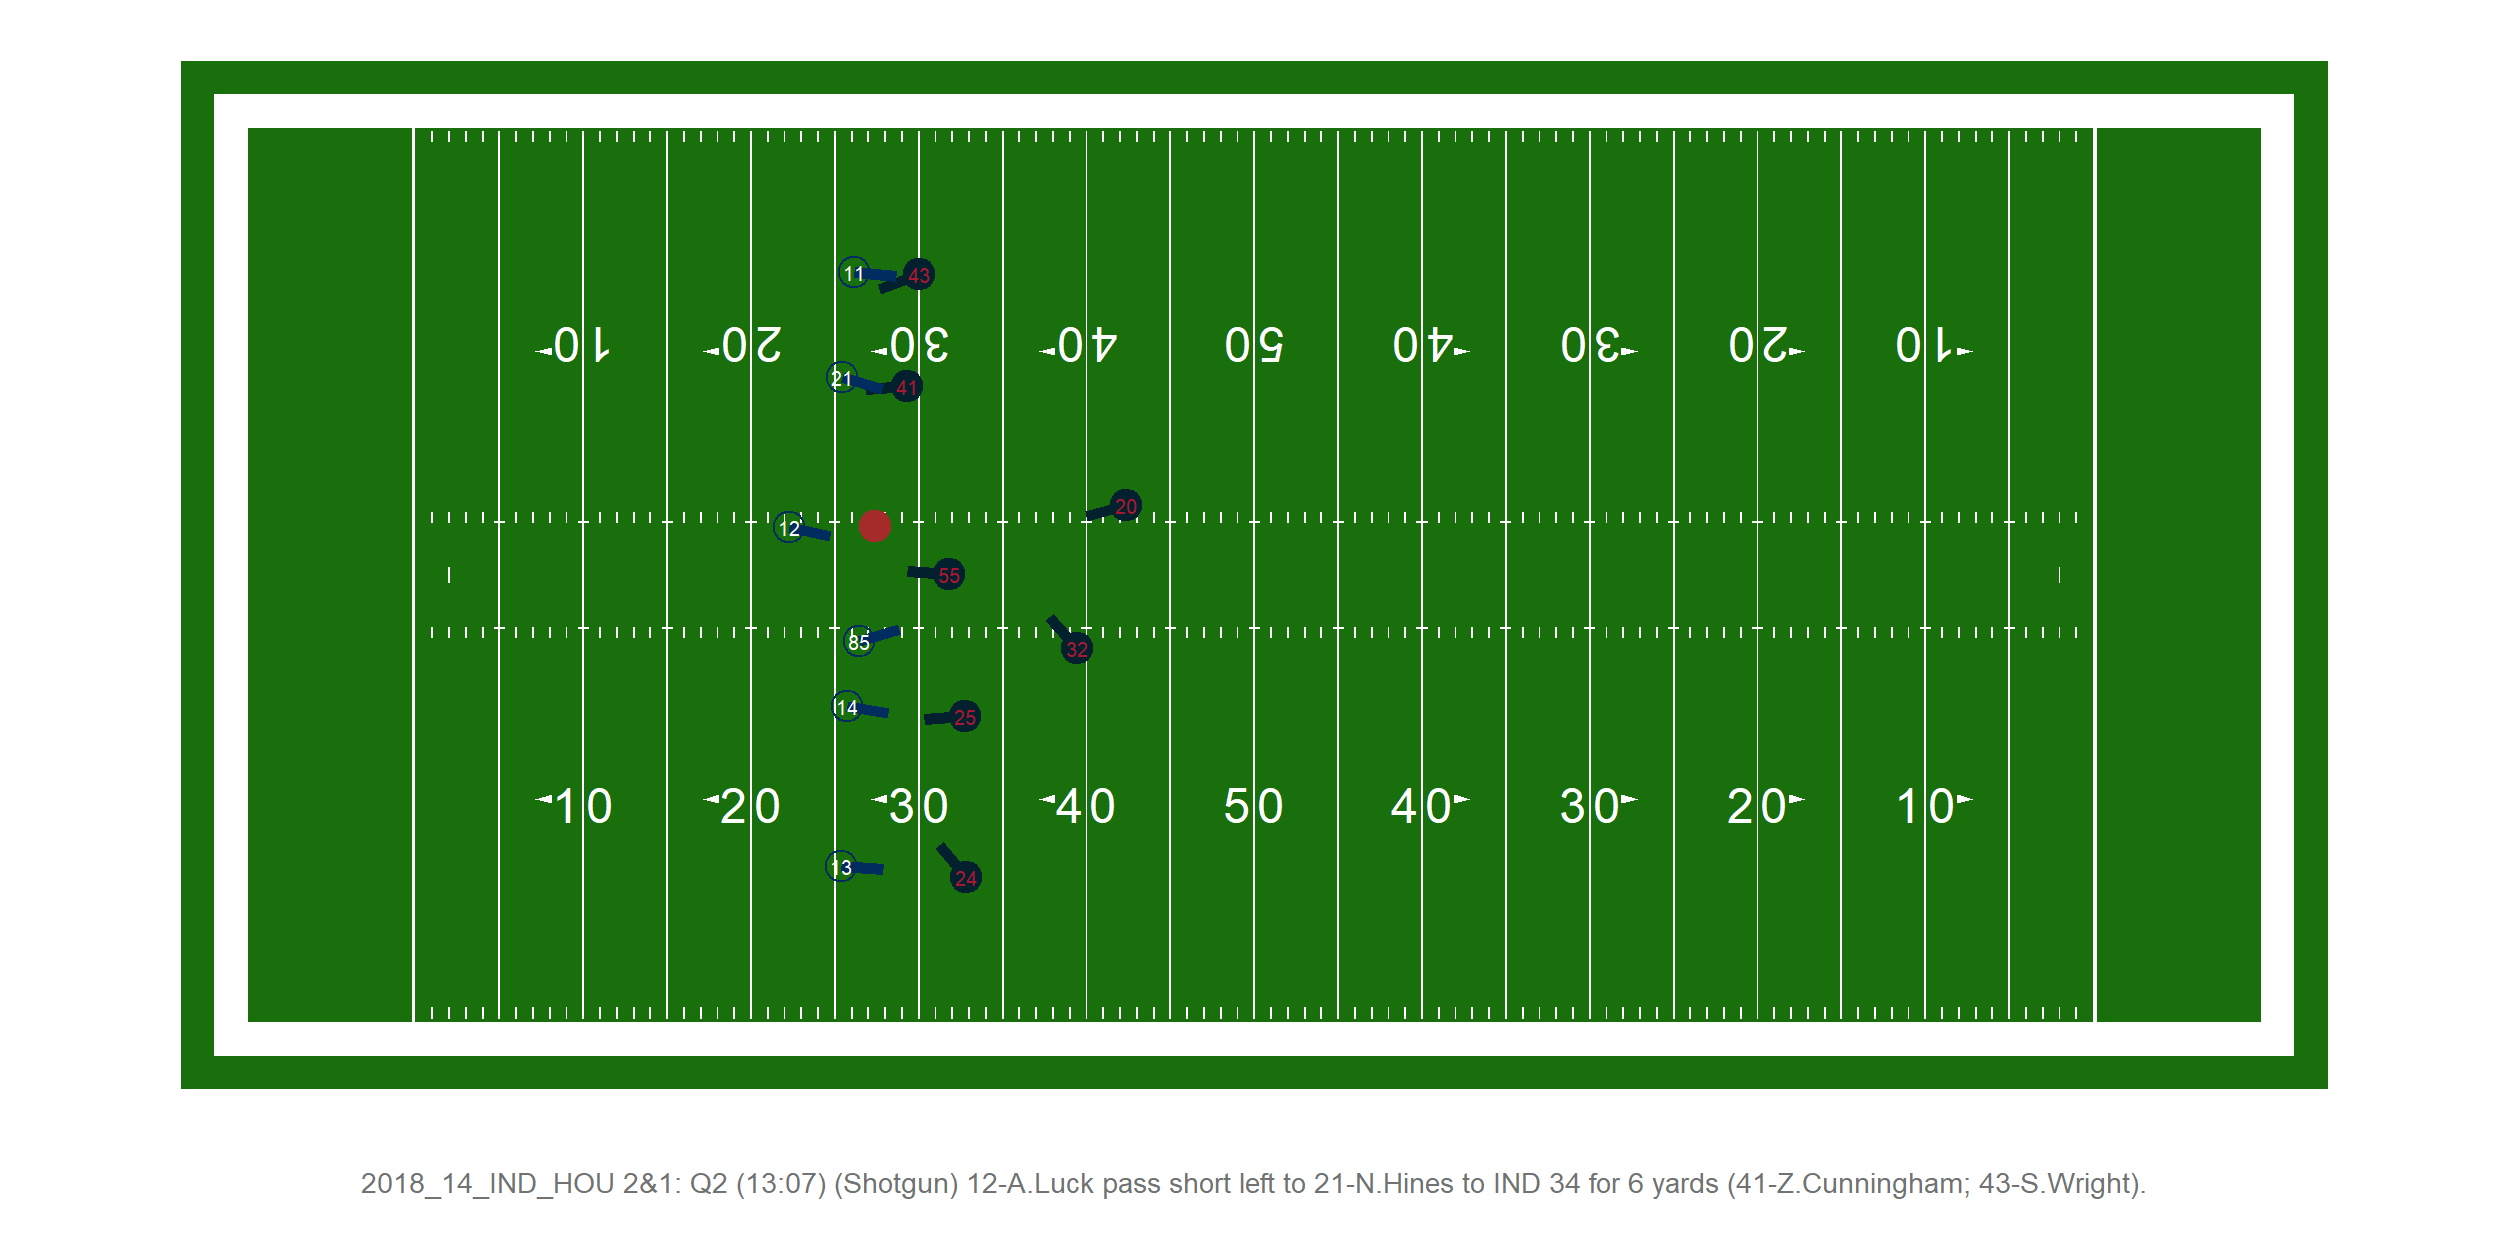 11 43
10 20 30 40 50 40 30 20 10
21 41
20
12
55
85 32
14 25
10 20 30 40 50 40 30 20 10
13 24
2018_14_IND_HOU 2&1: Q2 (13:07) (Shotgun) 12-A.Luck pass short left to 21-N.Hines to IND 34 for 6 yards (41-Z.Cunningham; 43-S.Wright).